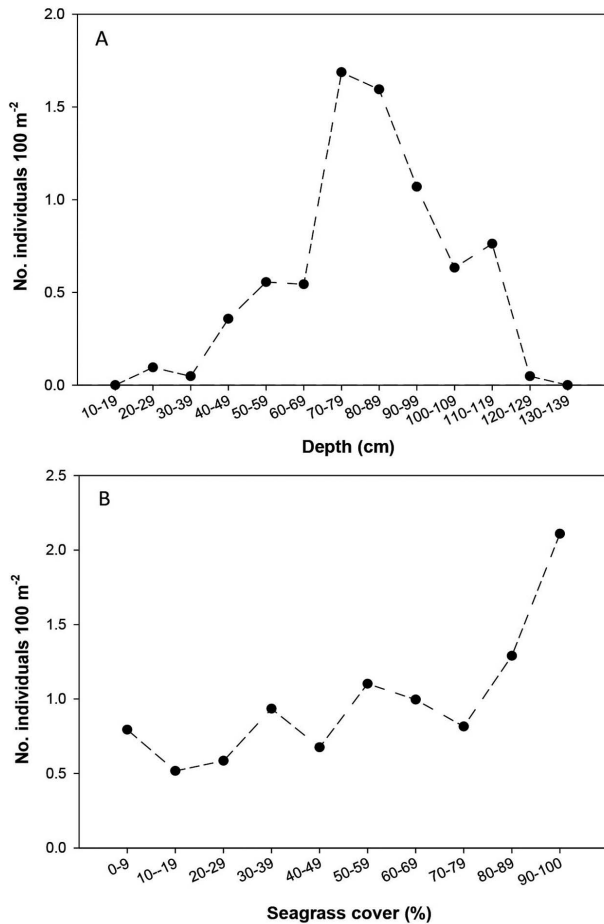 A
2.0
1.5
1.0
0.5
0.0
No. individuals 100 m⁻²
10-19 20-29 30-39 40-49 50-59 60-69 70-79 80-89 90-99 100-109 110-119 120-129 130-139
Depth (cm)
B
2.5
2.0
1.5
1.0
0.5
0.0
No. individuals 100 m⁻²
0-9 10--19 20-29 30-39 40-49 50-59 60-69 70-79 80-89 90-100
Seagrass cover (%)